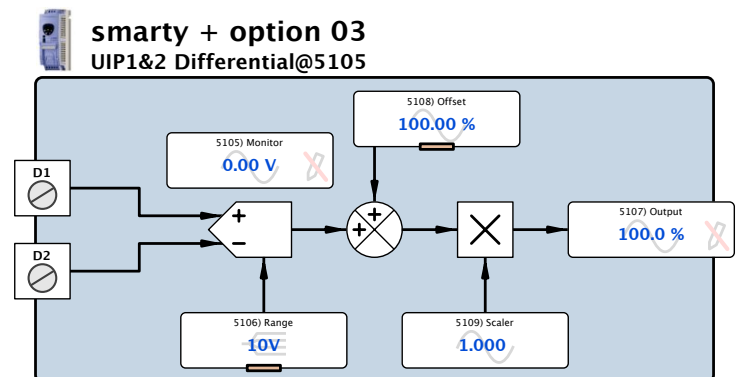 smarty + option 03
UIP1&2 Differential@5105
5108) Offset
100.00 %
5105) Monitor
0.00 V
D1
5107) Output
100.0 %
D2
5106) Range
10V
5109) Scaler
1.000